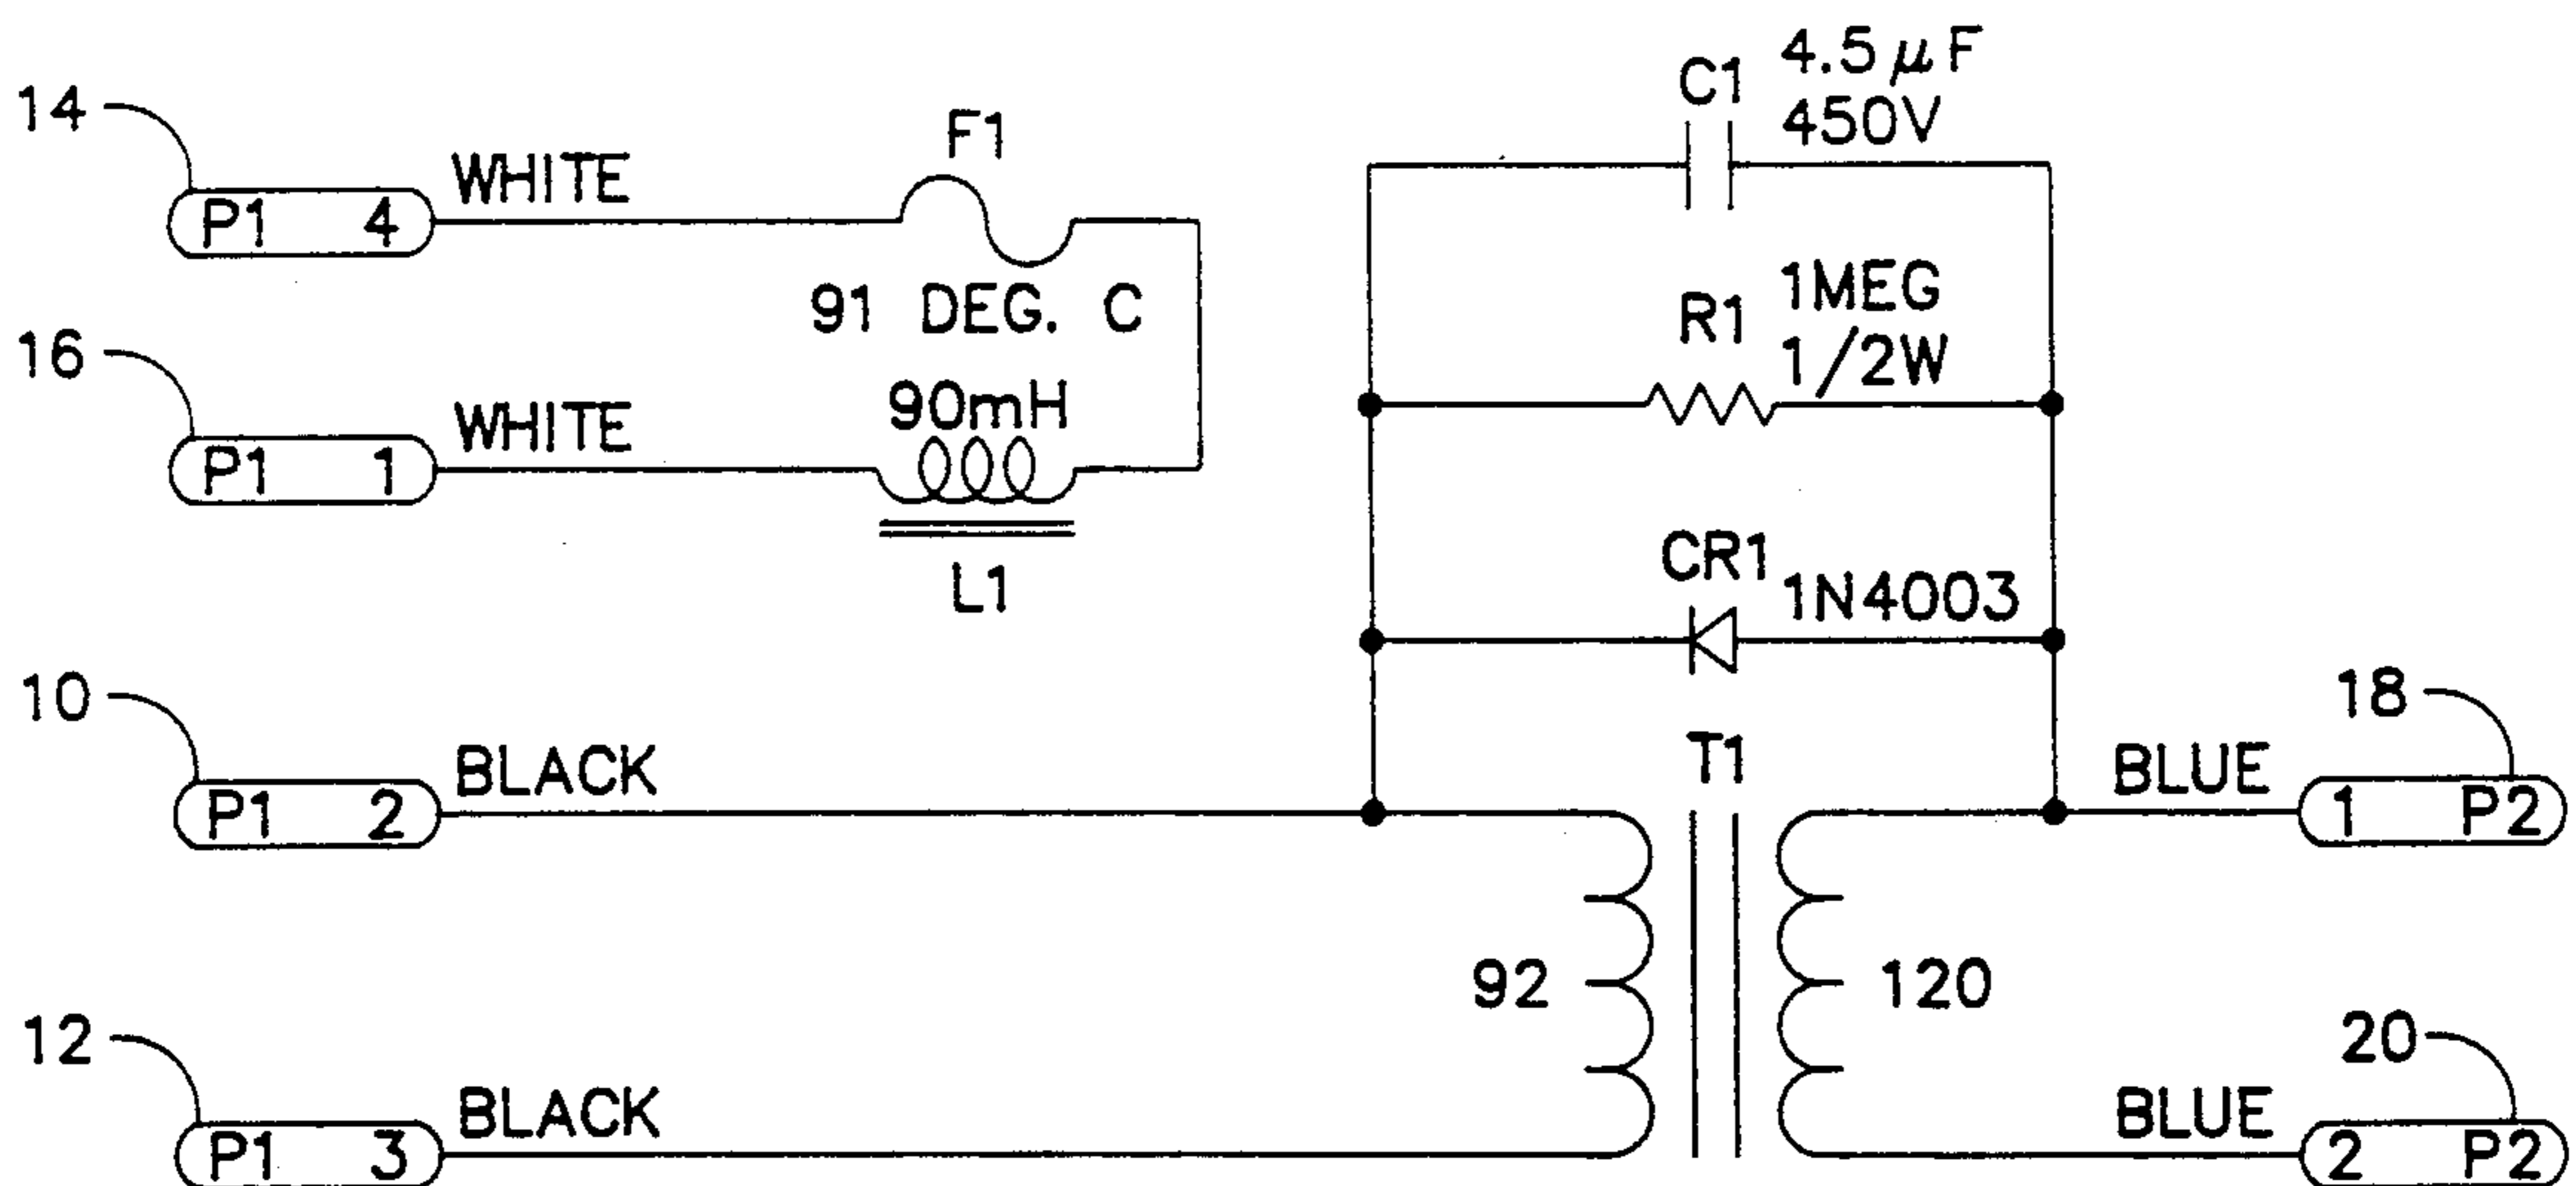 14
P1 4
WHITE
F1
91 DEG. C
16
P1 1
WHITE
90mH
L1
C1
4.5 μF
450V
R1
1MEG
1/2W
CR1
1N4003
10
P1 2
BLACK
T1
BLUE
18
1 P2
92
120
12
P1 3
BLACK
BLUE
20
2 P2